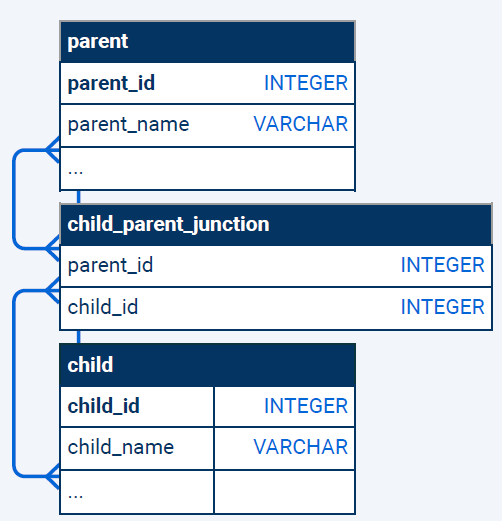 parent
parent_id INTEGER
parent_name VARCHAR
...
child_parent_junction
parent_id INTEGER
child_id INTEGER
child
child_id INTEGER
child_name VARCHAR
...